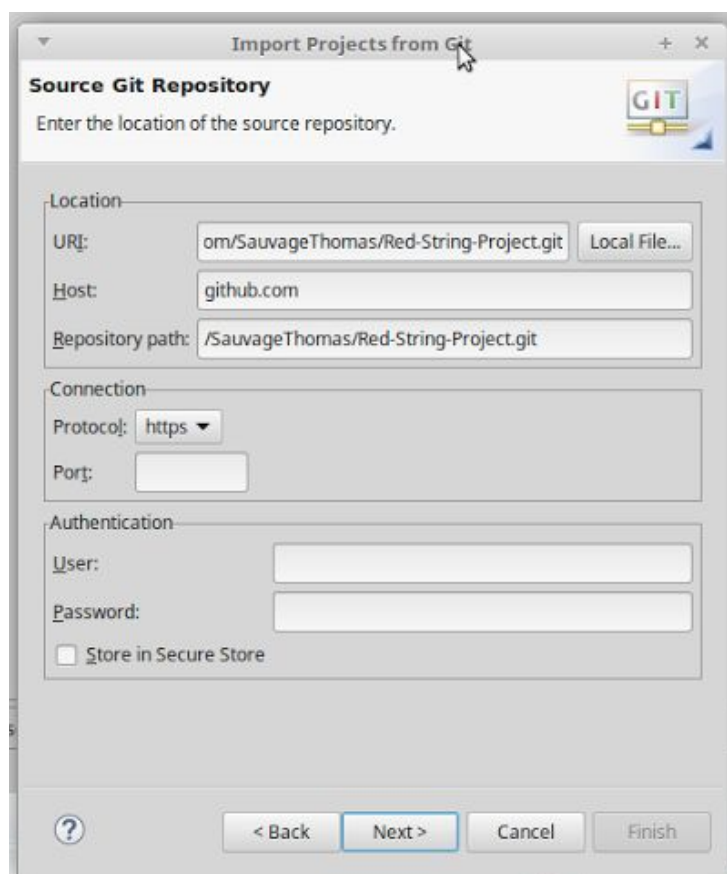 Import Projects from Git
Source Git Repository
Enter the location of the source repository.
GIT
Location
URI: om/SauvageThomas/Red-String-Project.git Local File...
Host: github.com
Repository path: /SauvageThomas/Red-String-Project.git
Connection
Protocol: https
Port:
Authentication
User:
Password:
Store in Secure Store
? < Back Next > Cancel Finish